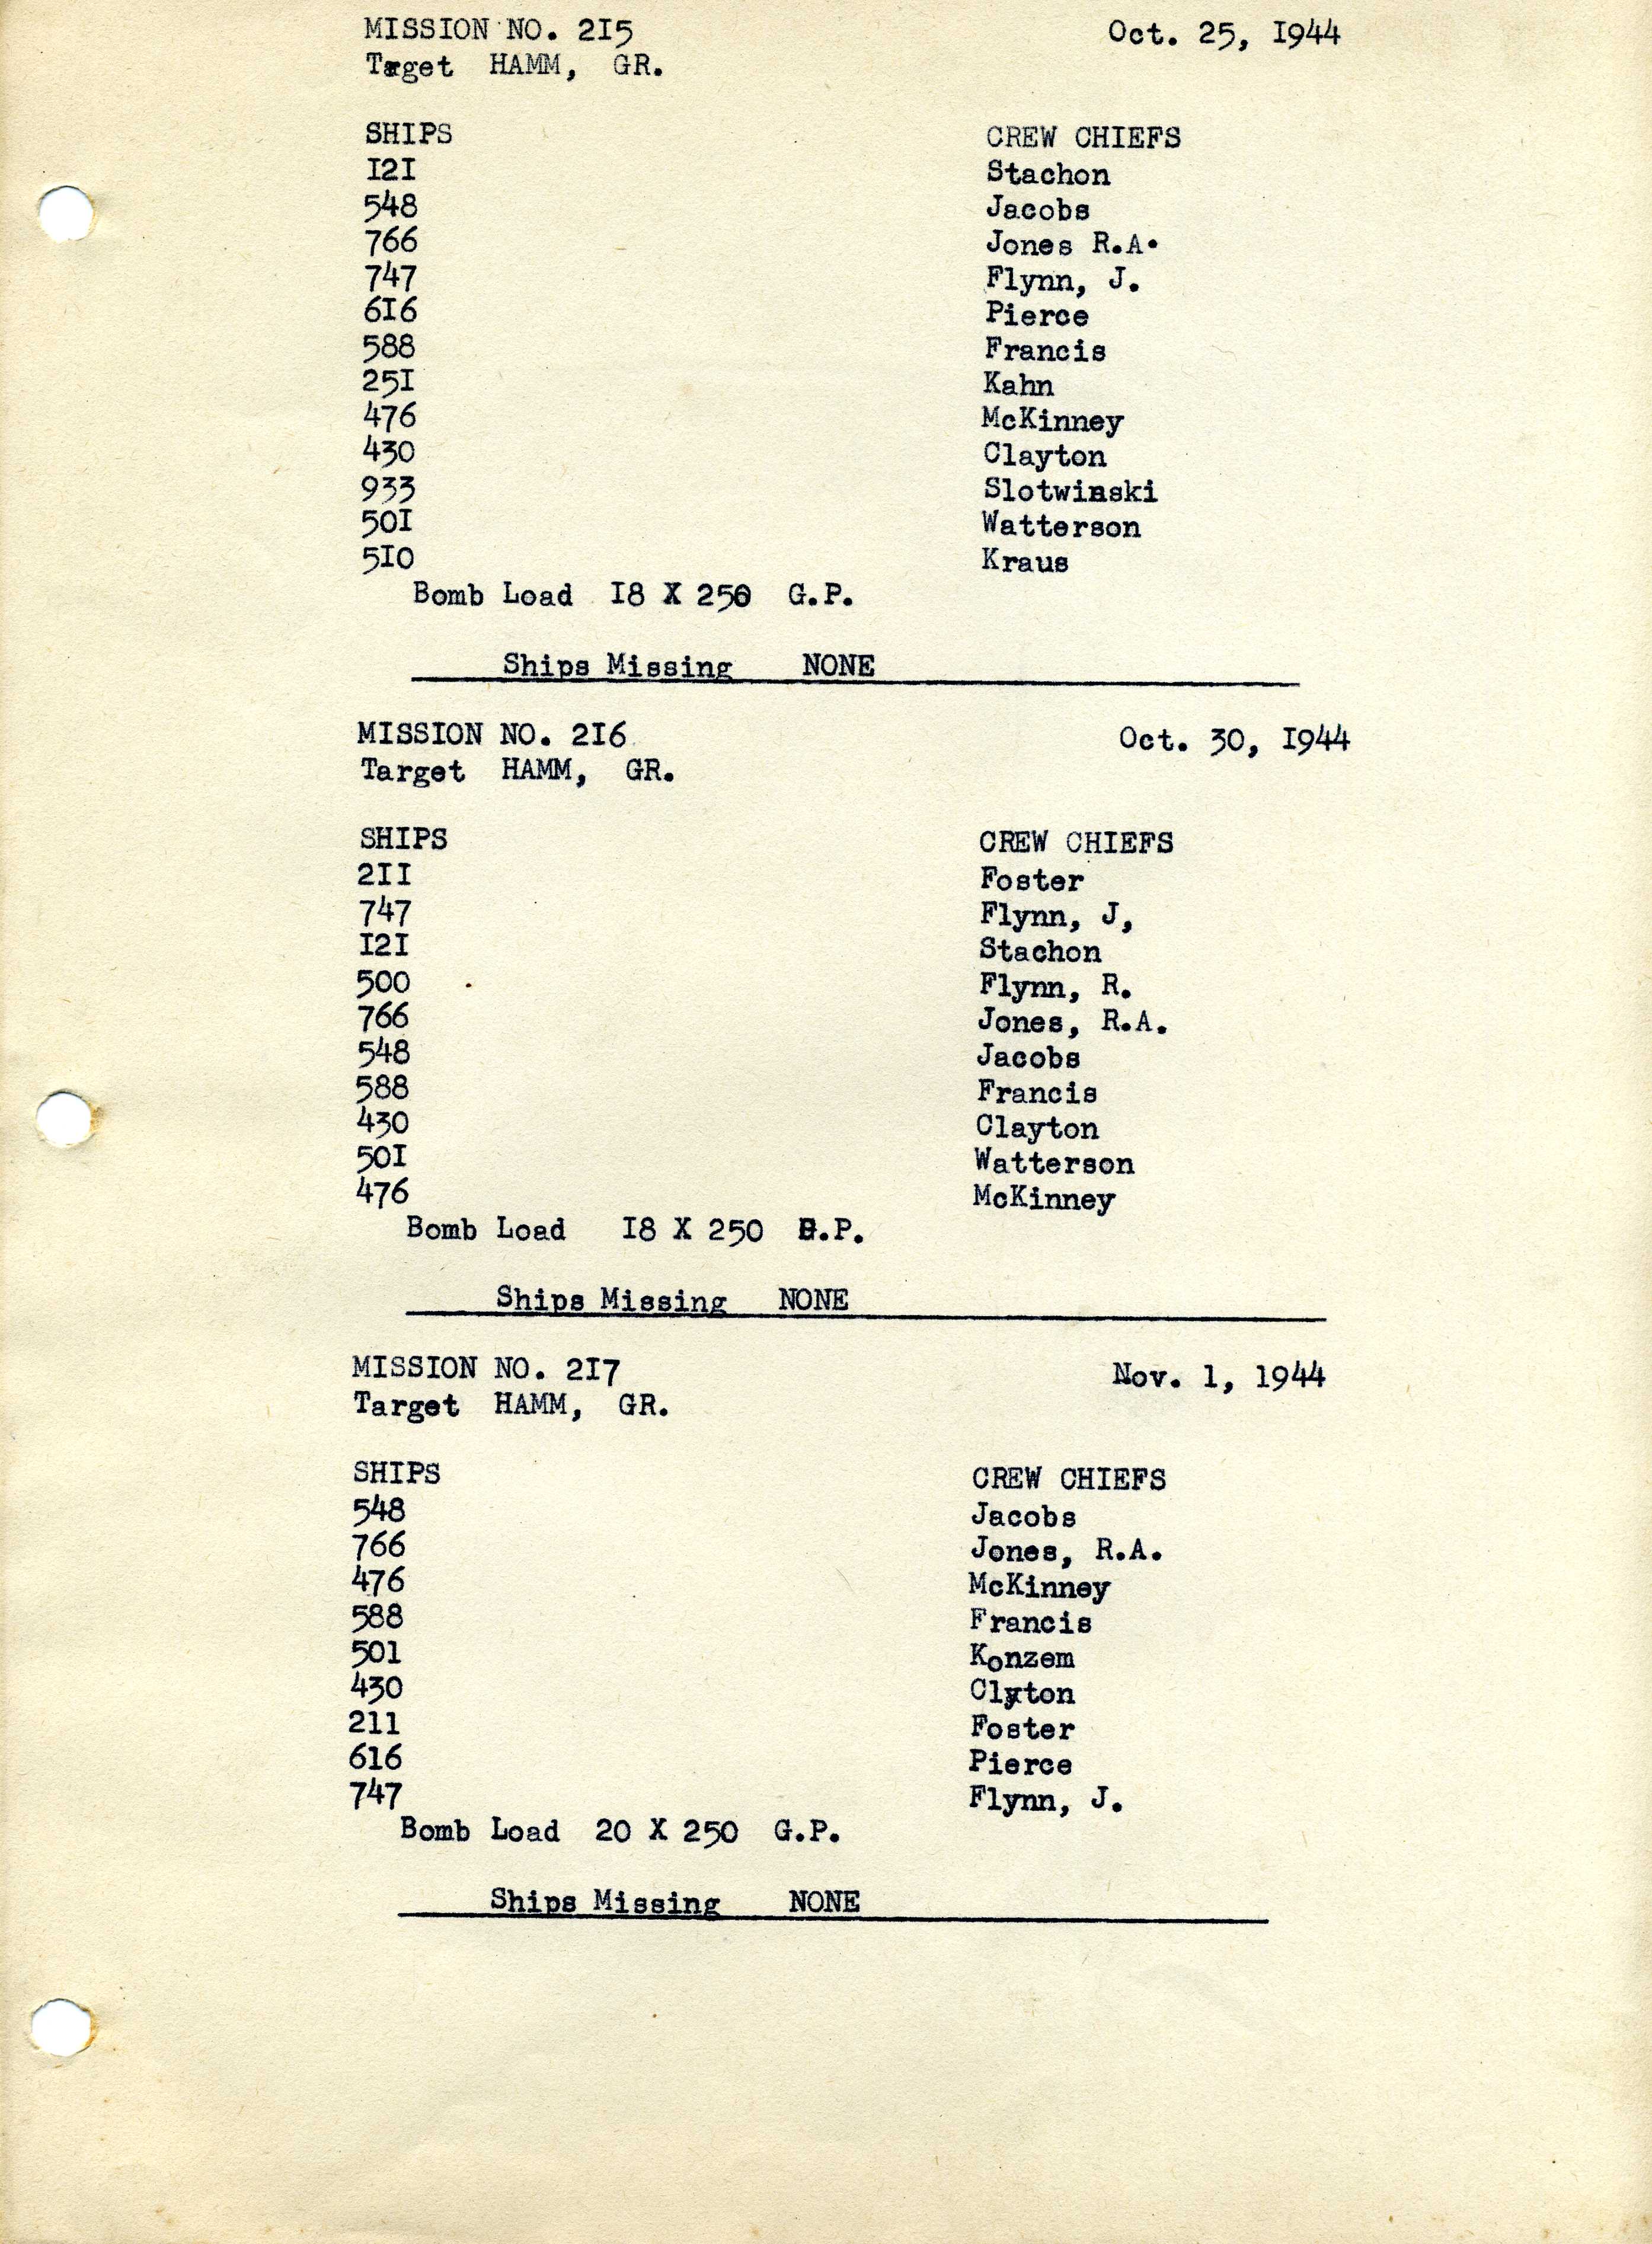 MISSION NO. 2I5 Oct. 25, I944
Target HAMM, GR.
SHIPS CREW CHIEFS
I2I Stachon
548 Jacobs
766 Jones R.A.
747 Flynn, J.
6I6 Pierce
588 Francis
25I Kahn
476 McKinney
430 Clayton
933 Slotwinski
50I Watterson
5I0 Kraus
Bomb Load I8 X 250 G.P.
Ships Missing NONE
MISSION NO. 2I6 Oct. 30, I944
Target HAMM, GR.
SHIPS CREW CHIEFS
2II Foster
747 Flynn, J,
I2I Stachon
500 Flynn, R.
766 Jones, R.A.
548 Jacobs
588 Francis
430 Clayton
50I Watterson
476 McKinney
Bomb Load I8 X 250 G.P.
Ships Missing NONE
MISSION NO. 2I7 Nov. 1, 1944
Target HAMM, GR.
SHIPS CREW CHIEFS
548 Jacobs
766 Jones, R.A.
476 McKinney
588 Francis
501 Konzem
430 Clyton
211 Foster
616 Pierce
747 Flynn, J.
Bomb Load 20 X 250 G.P.
Ships Missing NONE